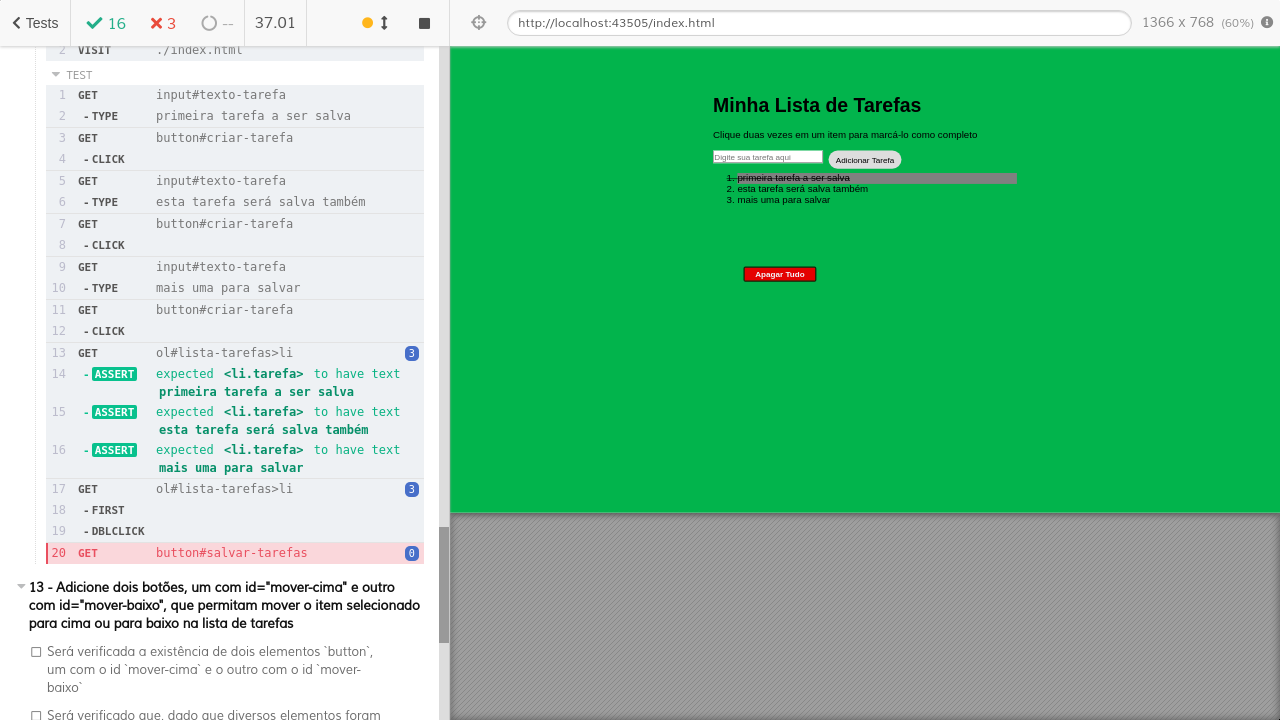 Tests
16
3
--
37.01
http://localhost:43505/index.html
1366 x 768 (60%)
2 VISIT ./index.html
TEST
1 GET input#texto-tarefa
2 -TYPE primeira tarefa a ser salva
3 GET button#criar-tarefa
4 -CLICK
5 GET input#texto-tarefa
6 -TYPE esta tarefa será salva também
7 GET button#criar-tarefa
8 -CLICK
9 GET input#texto-tarefa
10 -TYPE mais uma para salvar
11 GET button#criar-tarefa
12 -CLICK
13 GET ol#lista-tarefas>li 3
14 -ASSERT expected <li.tarefa> to have text
primeira tarefa a ser salva
15 -ASSERT expected <li.tarefa> to have text
esta tarefa será salva também
16 -ASSERT expected <li.tarefa> to have text
mais uma para salvar
17 GET ol#lista-tarefas>li 3
18 -FIRST
19 -DBLCLICK
20 GET button#salvar-tarefas 0
13 - Adicione dois botões, um com id="mover-cima" e outro
com id="mover-baixo", que permitam mover o item selecionado
para cima ou para baixo na lista de tarefas
Será verificada a existência de dois elementos `button`,
um com o id `mover-cima` e o outro com o id `mover-
baixo`
Será verificado que, dado que diversos elementos foram
Minha Lista de Tarefas
Clique duas vezes em um item para marcá-lo como completo
Digite sua tarefa aqui
Adicionar Tarefa
1. primeira tarefa a ser salva
2. esta tarefa será salva também
3. mais uma para salvar
Apagar Tudo